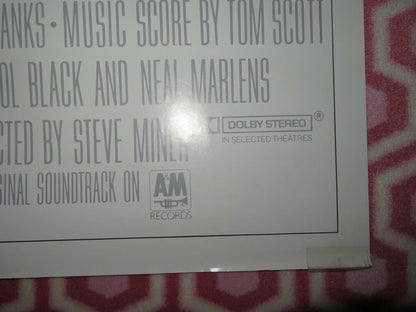 ANKS · MUSIC SCORE BY TOM SCOTT
OL BLACK AND NEAL MARLENS
CTED BY STEVE MINER
DOLBY STEREO ®
IN SELECTED THEATRES
GINAL SOUNDTRACK ON
A&M
RECORDS